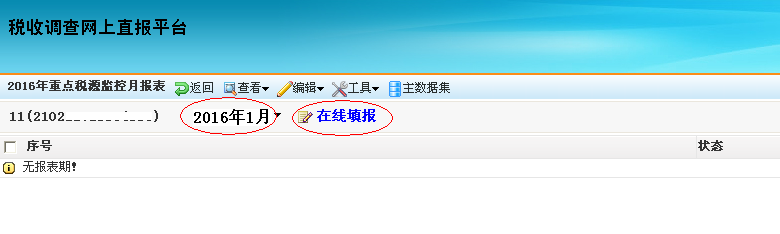 税收调查网上直报平台
2016年重点税源监控月报表 返回 查看 编辑 工具 主数据集
11(2102 ) 2016年1月 在线填报
序号 状态
无报表期!